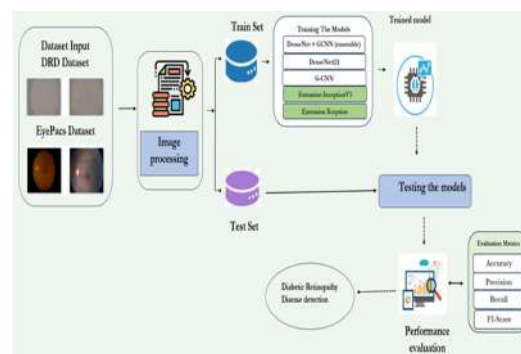 Dataset Input
DRD Dataset
EyePacs Dataset
Image
processing
Train Set
Test Set
Training The Models
DenseNet + GCNN (ensemble)
DenseNet121
G-CNN
Extension InceptionV3
Extension Xception
Trained model
Testing the models
Performance
evaluation
Evaluation Metrics
Accuracy
Precision
Recall
F1-Score
Diabetic Retinopathy
Disease detection